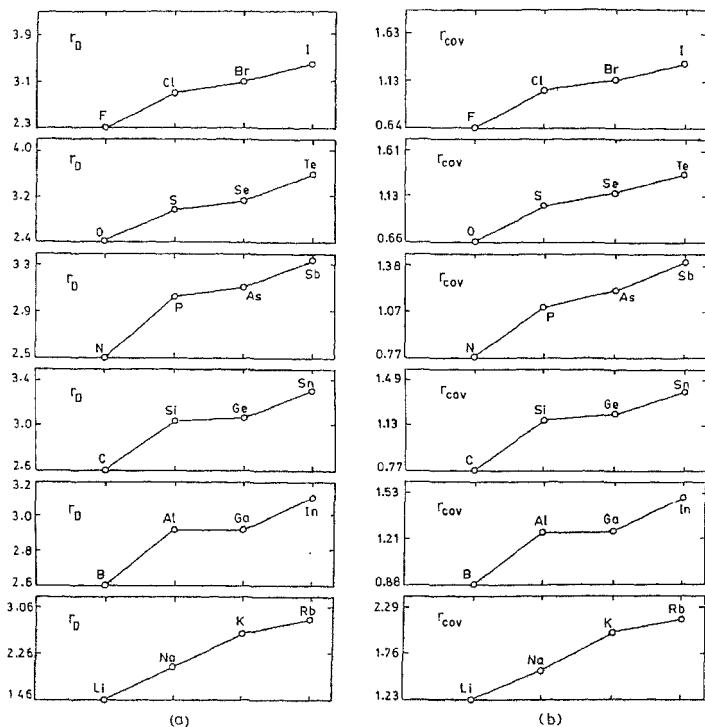 3.9
r_D
3.1
2.3
F
Cl
Br
I
4.0
r_D
3.2
2.4
O
S
Se
Te
3.3
r_D
2.9
2.5
N
P
As
Sb
3.4
r_D
3.0
2.6
C
Si
Ge
Sn
3.2
r_D
3.0
2.8
2.6
B
Al
Ga
In
3.06
r_D
2.26
1.46
Li
Na
K
Rb
(a)
1.63
r_cov
1.13
0.64
F
Cl
Br
I
1.61
r_cov
1.13
0.66
O
S
Se
Te
1.38
r_cov
1.07
0.77
N
P
As
Sb
1.49
r_cov
1.13
0.77
C
Si
Ge
Sn
1.53
r_cov
1.21
0.88
B
Al
Ga
In
2.29
r_cov
1.76
1.23
Li
Na
K
Rb
(b)